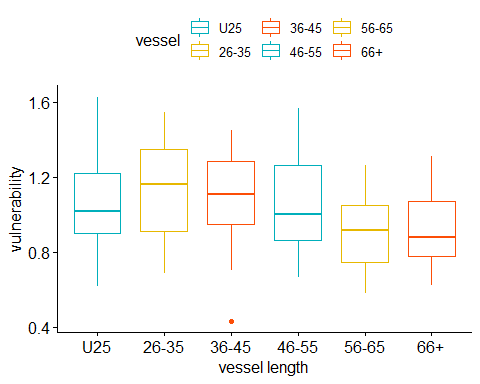 vessel
U25 36-45 56-65
26-35 46-55 66+
1.6
1.2
0.8
0.4
vulnerability
U25 26-35 36-45 46-55 56-65 66+
vessel length